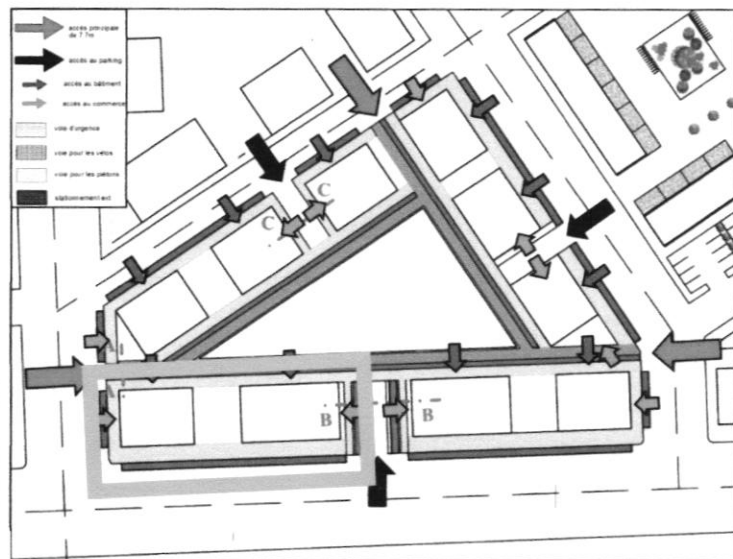 accès principale
de 7.7m
accès au parking
accès au bâtiment
accès au commerce
voie d'urgence
voie pour les vélos
voie pour les piétons
stationnement ext.
C
C
B
B